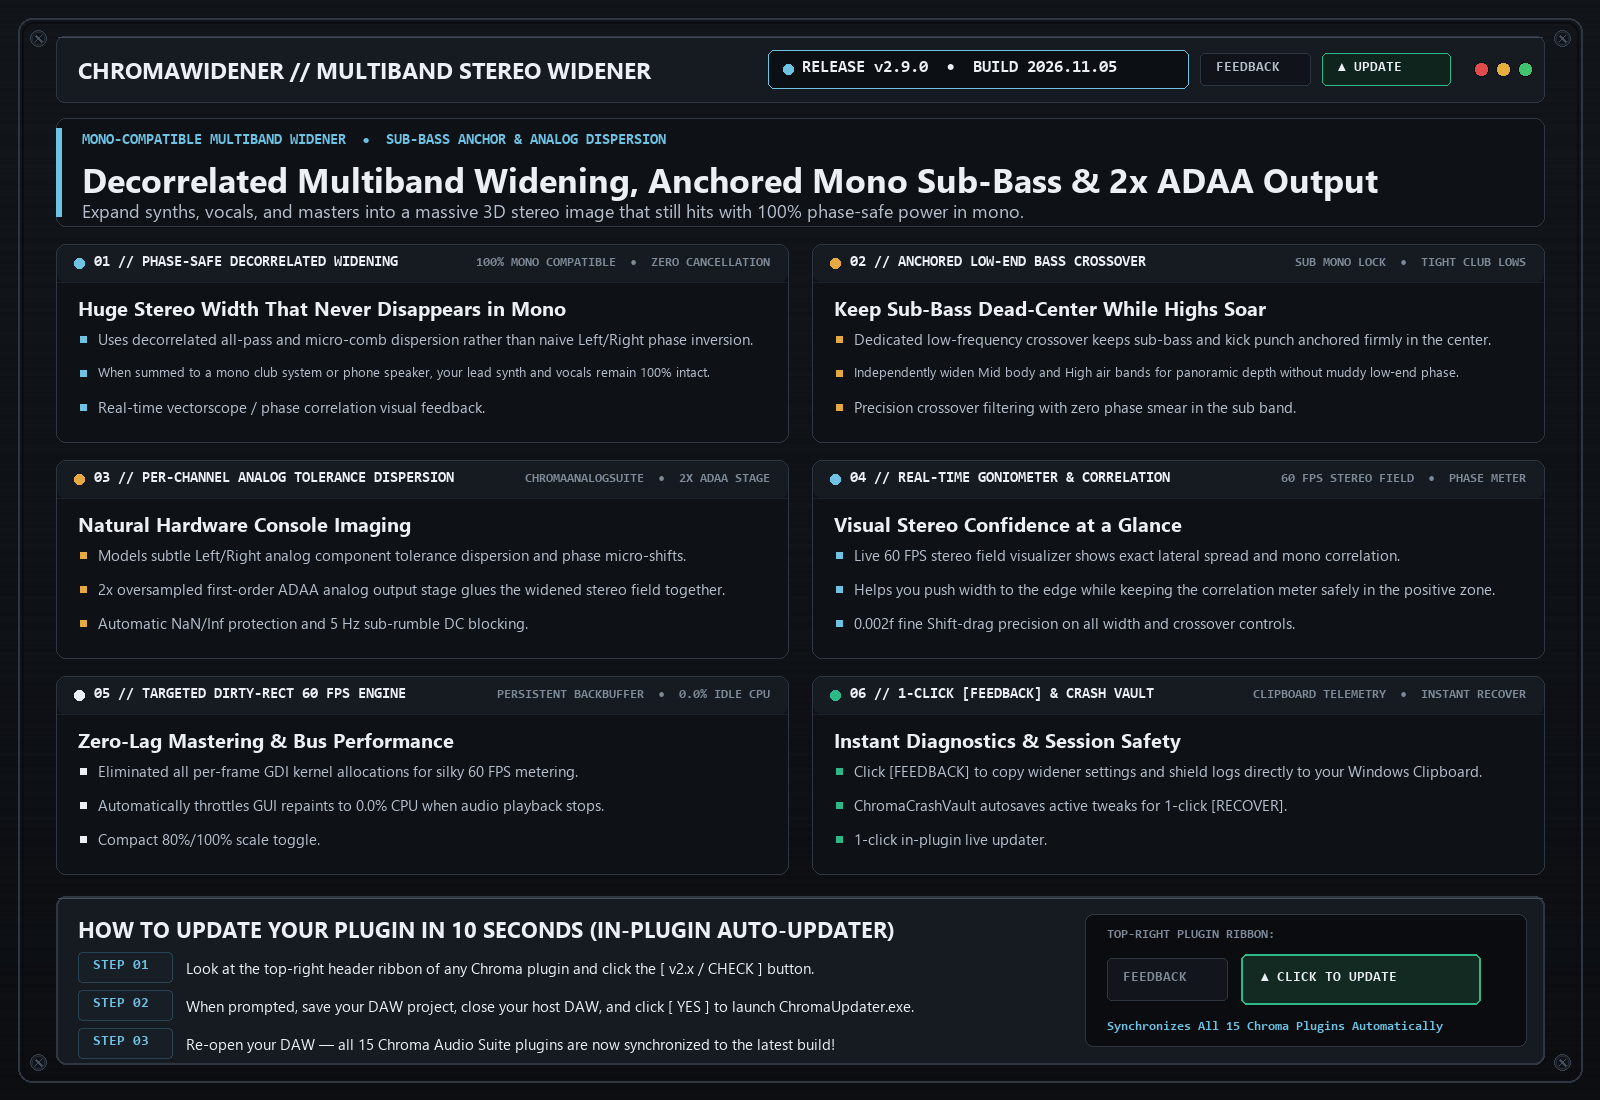 CHROMAWIDENER // MULTIBAND STEREO WIDENER
RELEASE v2.9.0 • BUILD 2026.11.05
FEEDBACK
▲ UPDATE
MONO-COMPATIBLE MULTIBAND WIDENER • SUB-BASS ANCHOR & ANALOG DISPERSION
Decorrelated Multiband Widening, Anchored Mono Sub-Bass & 2x ADAA Output
Expand synths, vocals, and masters into a massive 3D stereo image that still hits with 100% phase-safe power in mono.
01 // PHASE-SAFE DECORRELATED WIDENING
100% MONO COMPATIBLE • ZERO CANCELLATION
Huge Stereo Width That Never Disappears in Mono
Uses decorrelated all-pass and micro-comb dispersion rather than naive Left/Right phase inversion.
When summed to a mono club system or phone speaker, your lead synth and vocals remain 100% intact.
Real-time vectorscope / phase correlation visual feedback.
02 // ANCHORED LOW-END BASS CROSSOVER
SUB MONO LOCK • TIGHT CLUB LOWS
Keep Sub-Bass Dead-Center While Highs Soar
Dedicated low-frequency crossover keeps sub-bass and kick punch anchored firmly in the center.
Independently widen Mid body and High air bands for panoramic depth without muddy low-end phase.
Precision crossover filtering with zero phase smear in the sub band.
03 // PER-CHANNEL ANALOG TOLERANCE DISPERSION
CHROMAANALOGSUITE • 2X ADAA STAGE
Natural Hardware Console Imaging
Models subtle Left/Right analog component tolerance dispersion and phase micro-shifts.
2x oversampled first-order ADAA analog output stage glues the widened stereo field together.
Automatic NaN/Inf protection and 5 Hz sub-rumble DC blocking.
04 // REAL-TIME GONIOMETER & CORRELATION
60 FPS STEREO FIELD • PHASE METER
Visual Stereo Confidence at a Glance
Live 60 FPS stereo field visualizer shows exact lateral spread and mono correlation.
Helps you push width to the edge while keeping the correlation meter safely in the positive zone.
0.002f fine Shift-drag precision on all width and crossover controls.
05 // TARGETED DIRTY-RECT 60 FPS ENGINE
PERSISTENT BACKBUFFER • 0.0% IDLE CPU
Zero-Lag Mastering & Bus Performance
Eliminated all per-frame GDI kernel allocations for silky 60 FPS metering.
Automatically throttles GUI repaints to 0.0% CPU when audio playback stops.
Compact 80%/100% scale toggle.
06 // 1-CLICK [FEEDBACK] & CRASH VAULT
CLIPBOARD TELEMETRY • INSTANT RECOVER
Instant Diagnostics & Session Safety
Click [FEEDBACK] to copy widener settings and shield logs directly to your Windows Clipboard.
ChromaCrashVault autosaves active tweaks for 1-click [RECOVER].
1-click in-plugin live updater.
HOW TO UPDATE YOUR PLUGIN IN 10 SECONDS (IN-PLUGIN AUTO-UPDATER)
STEP 01
Look at the top-right header ribbon of any Chroma plugin and click the [ v2.x / CHECK ] button.
STEP 02
When prompted, save your DAW project, close your host DAW, and click [ YES ] to launch ChromaUpdater.exe.
STEP 03
Re-open your DAW — all 15 Chroma Audio Suite plugins are now synchronized to the latest build!
TOP-RIGHT PLUGIN RIBBON:
FEEDBACK
▲ CLICK TO UPDATE
Synchronizes All 15 Chroma Plugins Automatically